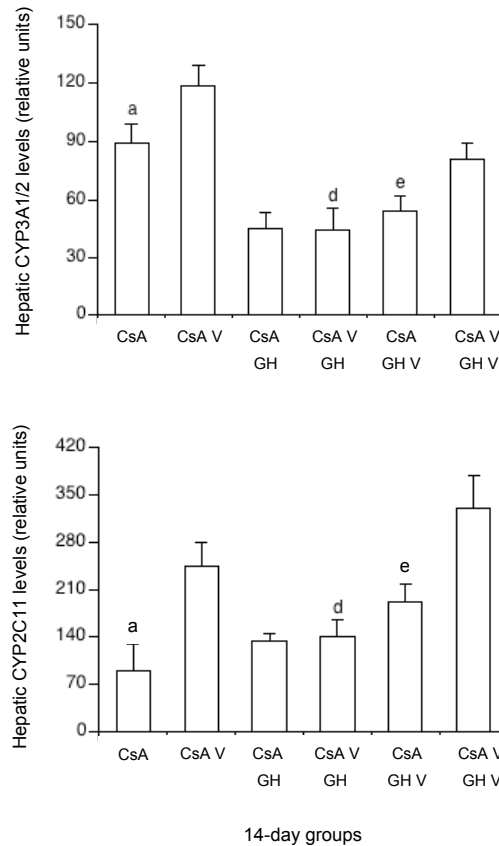 Hepatic CYP3A1/2 levels (relative units)
150
120
90
60
30
0
a
d
e
CsA
CsA V
CsA
GH
CsA V
GH
CsA
GH V
CsA V
GH V
Hepatic CYP2C11 levels (relative units)
420
350
280
210
140
70
0
a
d
e
CsA
CsA V
CsA
GH
CsA V
GH
CsA
GH V
CsA V
GH V
14-day groups